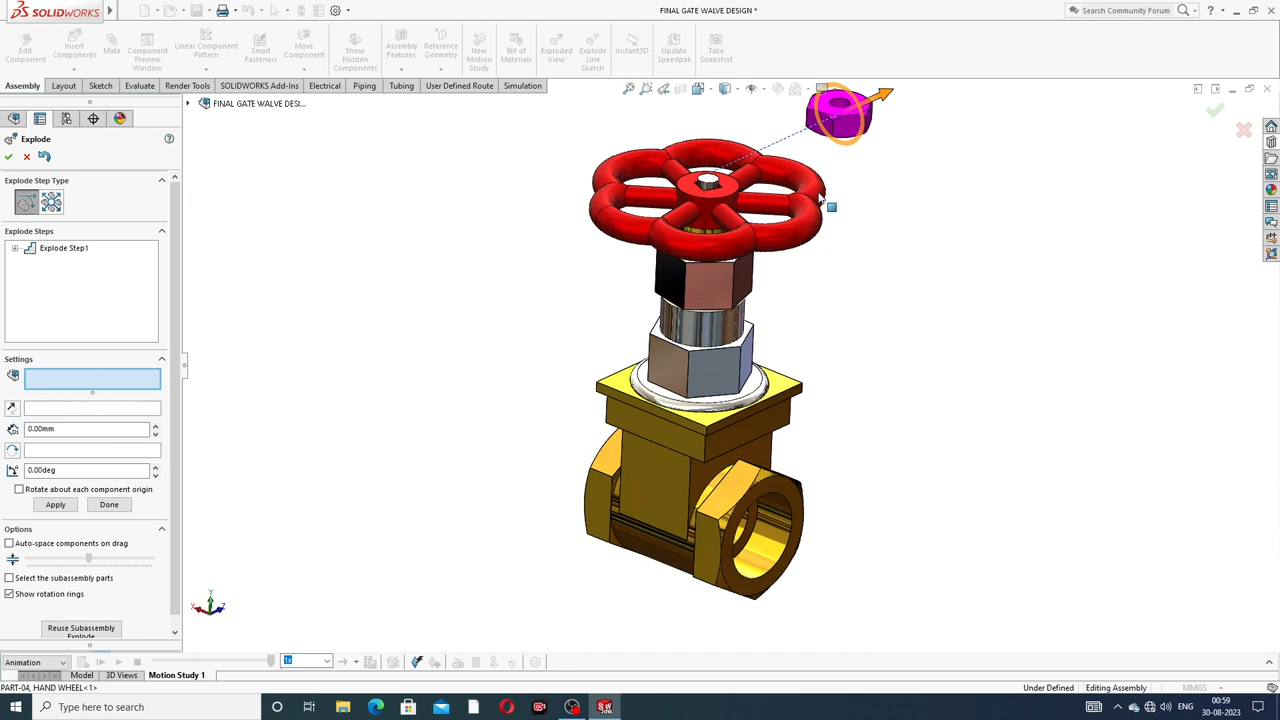 SOLIDWORKS
FINAL GATE WALVE DESIGN *
Search Community Forum
Edit Component
Insert Components
Mate
Component Preview Window
Linear Component Pattern
Smart Fasteners
Move Component
Show Hidden Components
Assembly Features
Reference Geometry
New Motion Study
Bill of Materials
Exploded View
Explode Line Sketch
Instant3D
Update Speedpak
Take Snapshot
Assembly
Layout
Sketch
Evaluate
Render Tools
SOLIDWORKS Add-Ins
Electrical
Piping
Tubing
User Defined Route
Simulation
FINAL GATE WALVE DESI...
Explode
Explode Step Type
Explode Steps
Explode Step1
Settings
0.00mm
0.00deg
Rotate about each component origin
Apply
Done
Options
Auto-space components on drag
Select the subassembly parts
Show rotation rings
Reuse Subassembly
Explode
Y
X
Z
Animation
1x
Model
3D Views
Motion Study 1
PART-04, HAND WHEEL<1>
Under Defined
Editing Assembly
MMGS
Type here to search
ENG
00:59
30-08-2023